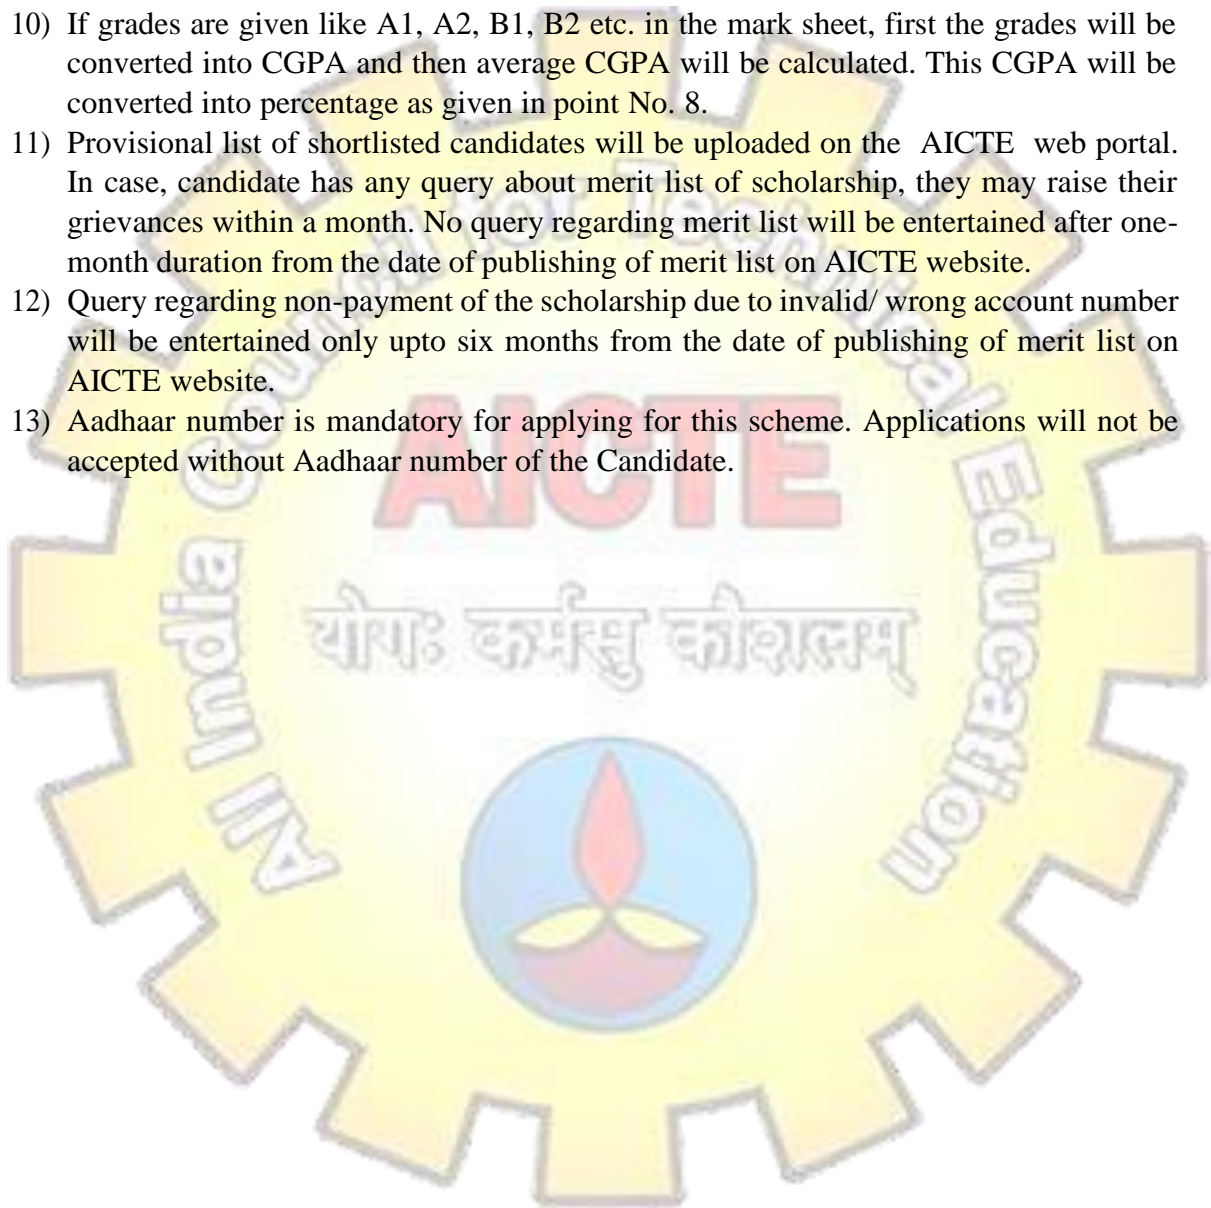 10) If grades are given like A1, A2, B1, B2 etc. in the mark sheet, first the grades will be
converted into CGPA and then average CGPA will be calculated. This CGPA will be
converted into percentage as given in point No. 8.
11) Provisional list of shortlisted candidates will be uploaded on the AICTE web portal.
In case, candidate has any query about merit list of scholarship, they may raise their
grievances within a month. No query regarding merit list will be entertained after one-
month duration from the date of publishing of merit list on AICTE website.
12) Query regarding non-payment of the scholarship due to invalid/ wrong account number
will be entertained only upto six months from the date of publishing of merit list on
AICTE website.
13) Aadhaar number is mandatory for applying for this scheme. Applications will not be
accepted without Aadhaar number of the Candidate.
All India Council for Technical Education
AICTE
योगः कर्मसु कौशलम्